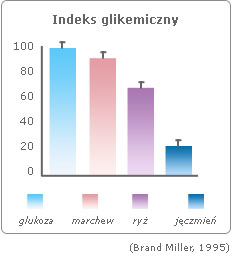 Indeks glikemiczny
100
80
60
40
20
0
glukoza marchew ryż jęczmień
(Brand Miller, 1995)